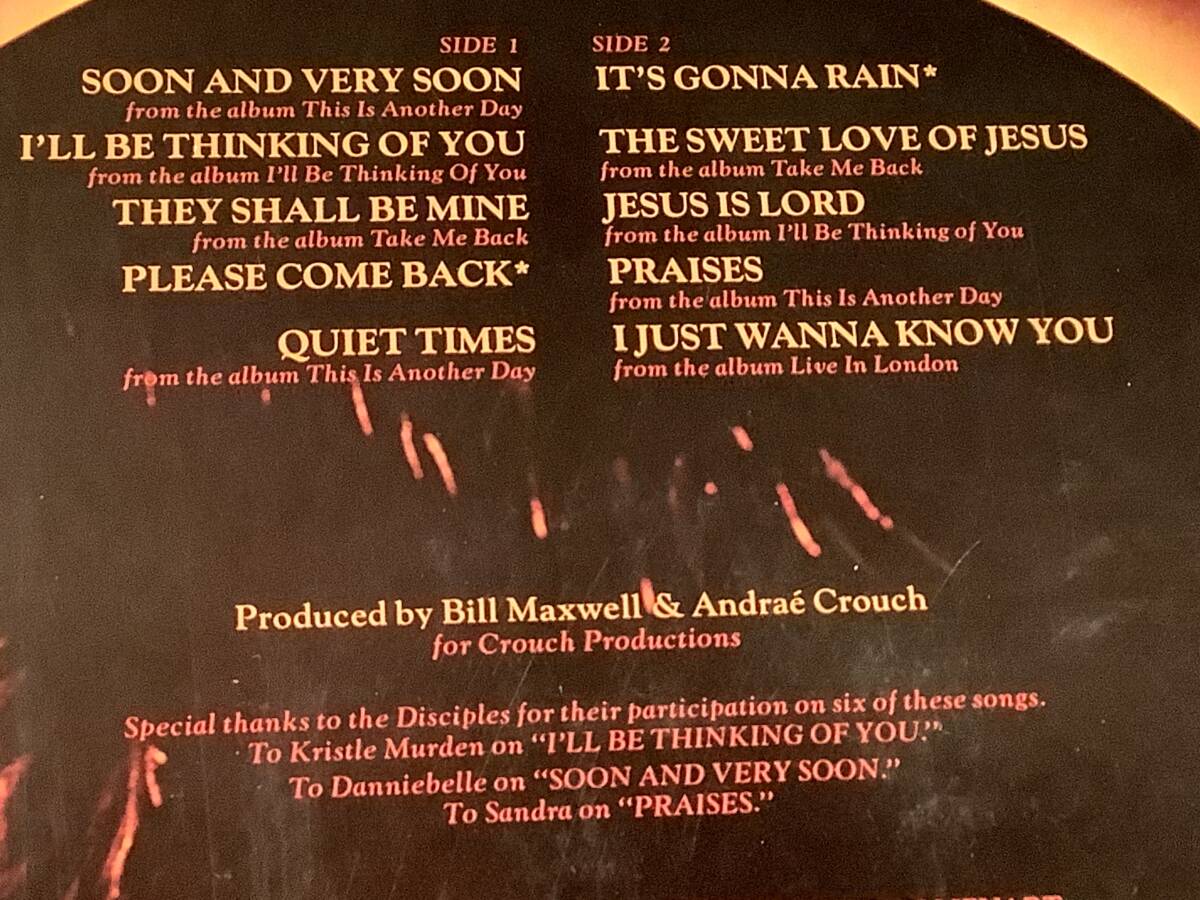 SIDE 1
SOON AND VERY SOON
from the album This Is Another Day
I'LL BE THINKING OF YOU
from the album I'll Be Thinking Of You
THEY SHALL BE MINE
from the album Take Me Back
PLEASE COME BACK*
QUIET TIMES
from the album This Is Another Day
SIDE 2
IT'S GONNA RAIN*
THE SWEET LOVE OF JESUS
from the album Take Me Back
JESUS IS LORD
from the album I'll Be Thinking of You
PRAISES
from the album This Is Another Day
I JUST WANNA KNOW YOU
from the album Live In London
Produced by Bill Maxwell & Andraé Crouch
for Crouch Productions
Special thanks to the Disciples for their participation on six of these songs.
To Kristle Murden on “I'LL BE THINKING OF YOU.”
To Danniebelle on “SOON AND VERY SOON.”
To Sandra on “PRAISES.”